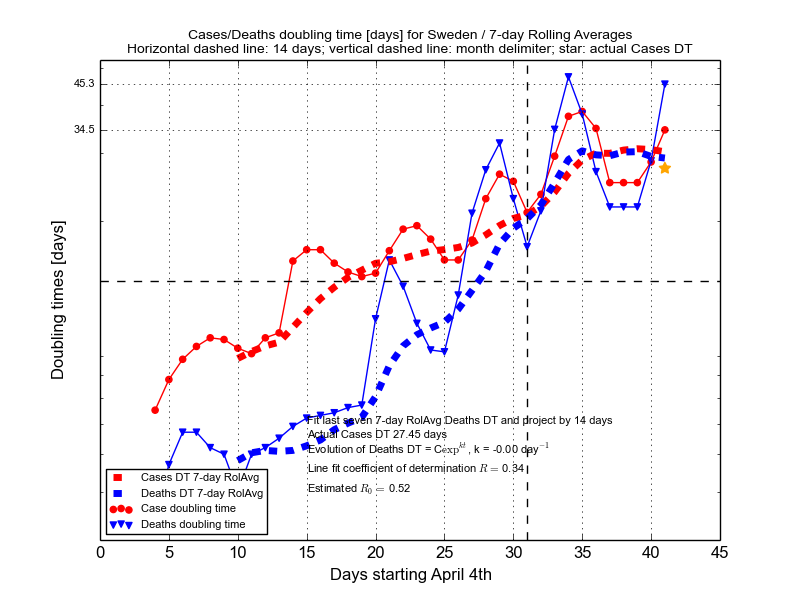 Cases/Deaths doubling time [days] for Sweden / 7-day Rolling Averages
Horizontal dashed line: 14 days; vertical dashed line: month delimiter; star: actual Cases DT
45.3
34.5
Doubling times [days]
Fit last seven 7-day RolAvg Deaths DT and project by 14 days
Actual Cases DT 27.45 days
Evolution of Deaths DT = Cexp^{kt}, k = -0.00 day^{-1}
Line fit coefficient of determination R = 0.34
Estimated R_0 = 0.52
Cases DT 7-day RolAvg
Deaths DT 7-day RolAvg
Case doubling time
Deaths doubling time
0 5 10 15 20 25 30 35 40 45
Days starting April 4th